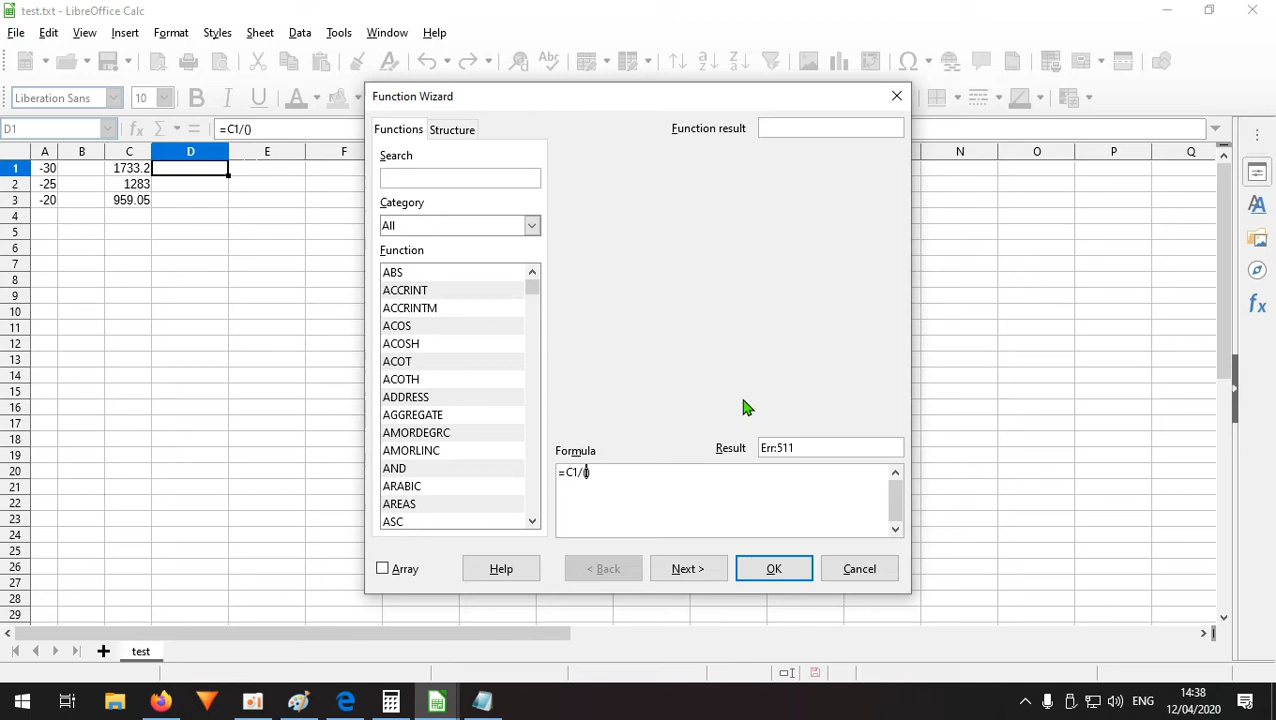 test.txt - LibreOffice Calc
File Edit View Insert Format Styles Sheet Data Tools Window Help
Liberation Sans 10 B I U A
D1 =C1/()
A B C D E F N O P Q
1 -30 1733.2
2 -25 1283
3 -20 959.05
4
5
6
7
8
9
10
11
12
13
14
15
16
17
18
19
20
21
22
23
24
25
26
27
28
29
Function Wizard
Functions Structure
Function result
Search
Category
All
Function
ABS
ACCRINT
ACCRINTM
ACOS
ACOSH
ACOT
ACOTH
ADDRESS
AGGREGATE
AMORDEGRC
AMORLINC
AND
ARABIC
AREAS
ASC
Formula Result Err:511
=C1/()
Array Help < Back Next > OK Cancel
test
ENG 14:38
12/04/2020